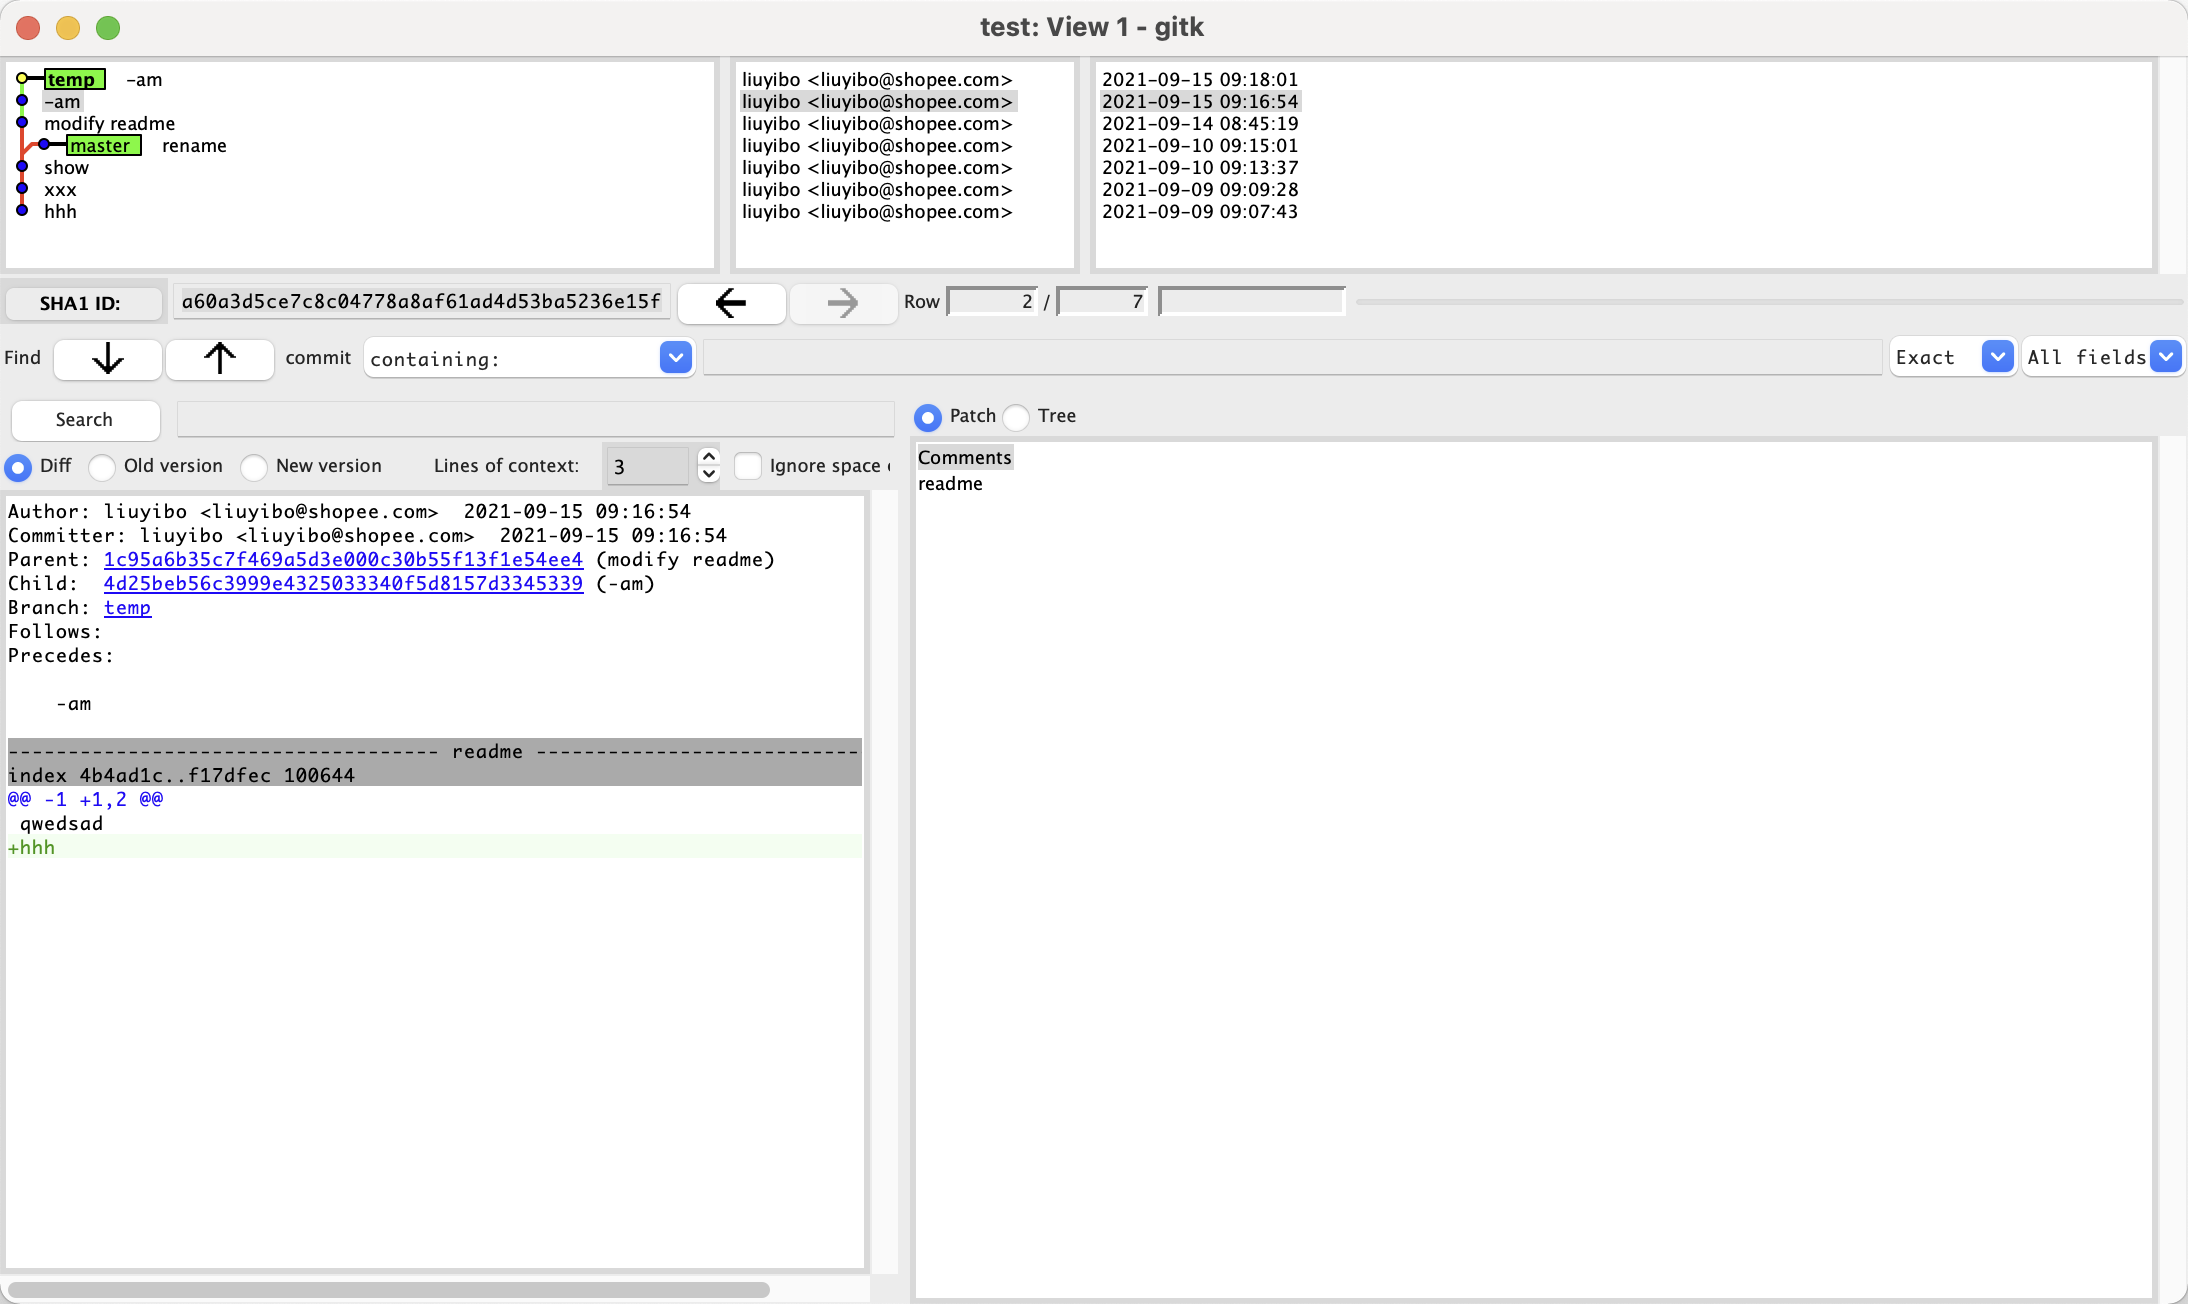 test: View 1 - gitk
temp -am liuyibo <liuyibo@shopee.com> 2021-09-15 09:18:01
-am liuyibo <liuyibo@shopee.com> 2021-09-15 09:16:54
modify readme liuyibo <liuyibo@shopee.com> 2021-09-14 08:45:19
master rename liuyibo <liuyibo@shopee.com> 2021-09-10 09:15:01
show liuyibo <liuyibo@shopee.com> 2021-09-10 09:13:37
xxx liuyibo <liuyibo@shopee.com> 2021-09-09 09:09:28
hhh liuyibo <liuyibo@shopee.com> 2021-09-09 09:07:43
SHA1 ID: a60a3d5ce7c8c04778a8af61ad4d53ba5236e15f Row 2 / 7
Find commit containing: Exact All fields
Search
Diff Old version New version Lines of context: 3 Ignore space
Author: liuyibo <liuyibo@shopee.com>  2021-09-15 09:16:54
Committer: liuyibo <liuyibo@shopee.com>  2021-09-15 09:16:54
Parent: 1c95a6b35c7f469a5d3e000c30b55f13f1e54ee4 (modify readme)
Child:  4d25beb56c3999e4325033340f5d8157d3345339 (-am)
Branch: temp
Follows:
Precedes:
-am
------------------------------------ readme ---------------------------
index 4b4ad1c..f17dfec 100644
@@ -1 +1,2 @@
qwedsad
+hhh
Patch Tree
Comments
readme